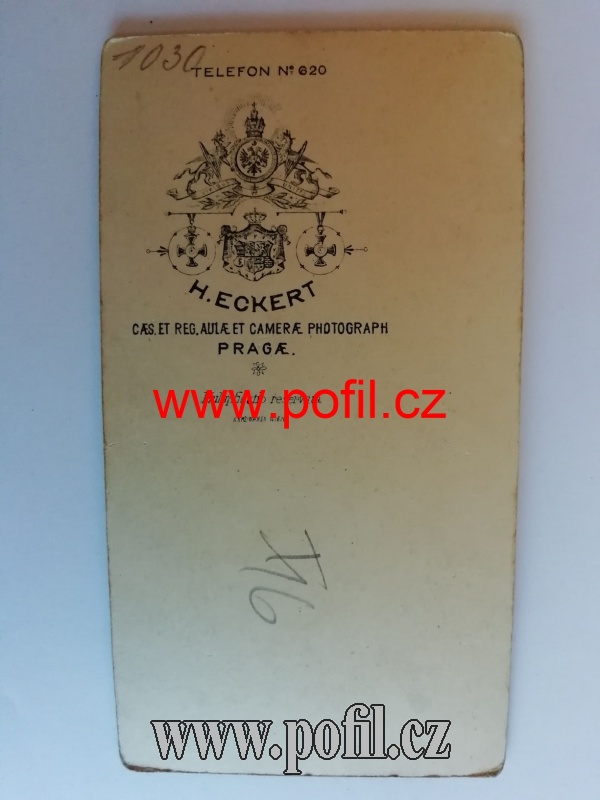 1030
TELEFON Nº 620
H. ECKERT
CÆS. ET REG. AULÆ ET CAMERÆ PHOTOGRAPH
PRAGÆ.
www.pofil.cz
reservata
www.pofil.cz